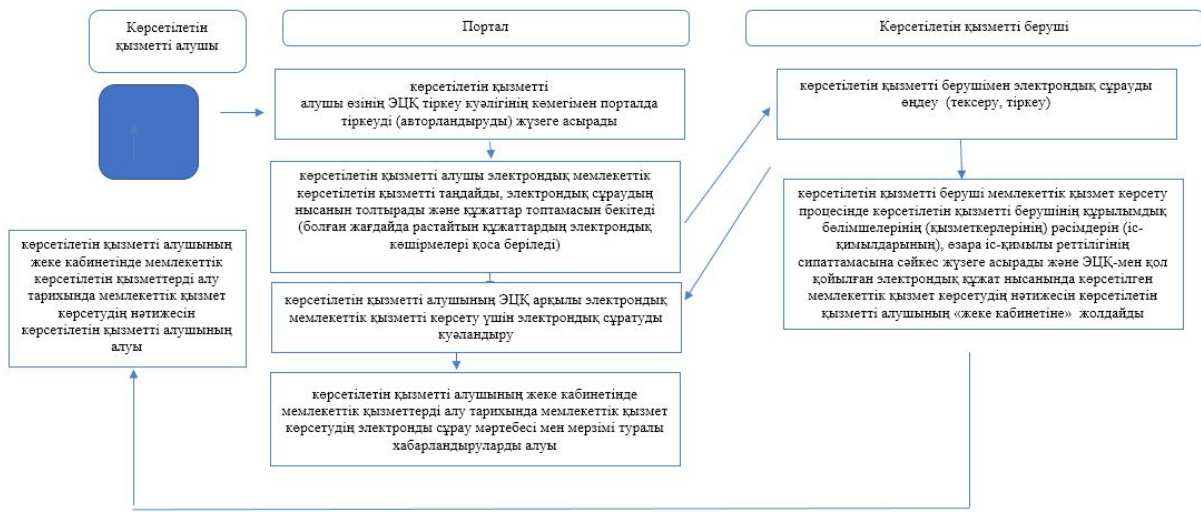 Көрсетілетін
қызметті алушы
Портал
Көрсетілетін қызметті беруші
көрсетілетін қызметті
алушы өзінің ЭЦҚ тіркеу куәлігінің көмегімен порталда
тіркеуді (авторландыруды) жүзеге асырады
көрсетілетін қызметті берушімен электрондық сұрауды
өңдеу (тексеру, тіркеу)
көрсетілетін қызметті алушы электрондық мемлекеттік
көрсетілетін қызметті таңдайды, электрондық сұраудың
нысанын толтырады және құжаттар топтамасын бекітеді
(болған жағдайда растайтын құжаттардың электрондық
көшірмелері қоса беріледі)
көрсетілетін қызметті беруші мемлекеттік қызмет көрсету
процесінде көрсетілетін қызметті берушінің құрылымдық
бөлімшелерінің (қызметкерлерінің) рәсімдерін (іс-
қимылдарының), өзара іс-қимылы реттілігінің
сипаттамасына сәйкес жүзеге асырады және ЭЦҚ-мен қол
қойылған электрондық құжат нысанында көрсетілген
мемлекеттік қызмет көрсетудің нәтижесін көрсетілетін
қызметті алушының «жеке кабинетіне» жолдайды
көрсетілетін қызметті алушының
жеке кабинетінде мемлекеттік
көрсетілетін қызметтерді алу
тарихында мемлекеттік қызмет
көрсетудің нәтижесін
көрсетілетін қызметті алушының
алуы
көрсетілетін қызметті алушының ЭЦҚ арқылы электрондық
мемлекеттік қызметті көрсету үшін электрондық сұратуды
куәландыру
көрсетілетін қызметті алушының жеке кабинетінде
мемлекеттік қызметтерді алу тарихында мемлекеттік қызмет
көрсетудің электронды сұрау мәртебесі мен мерзімі туралы
хабарландыруларды алуы